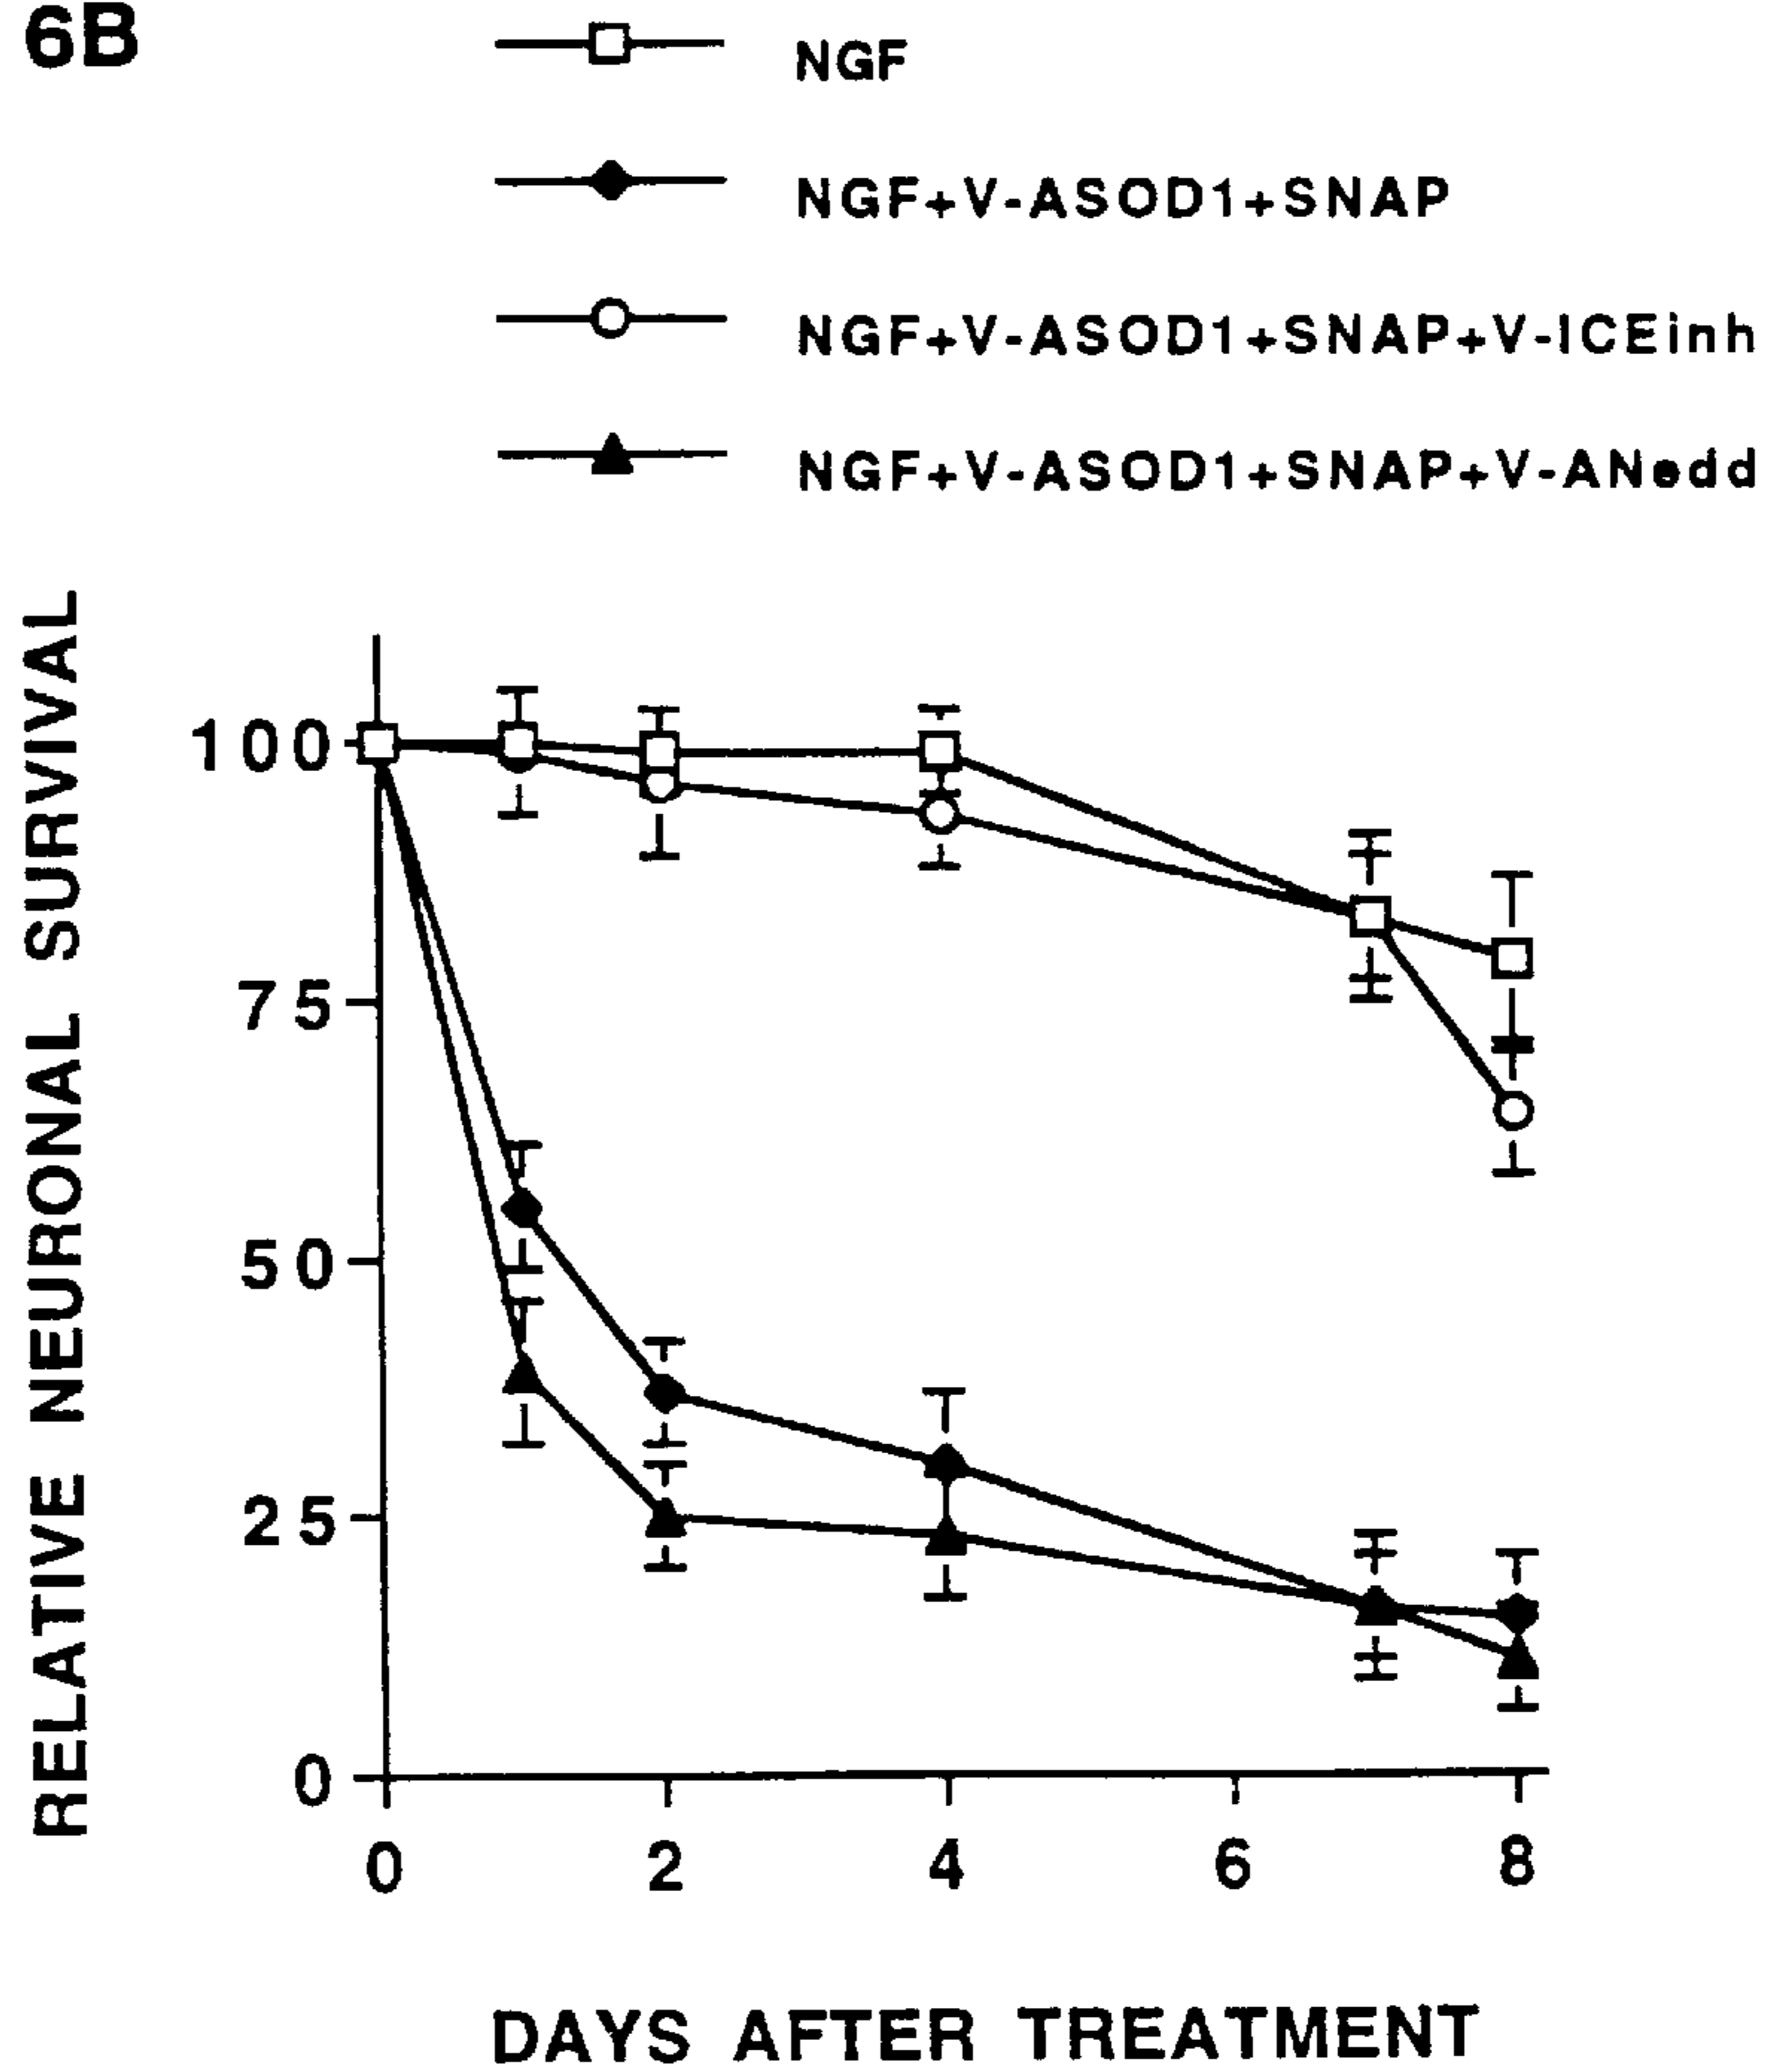 6B
NGF
NGF+V-ASOD1+SNAP
NGF+V-ASOD1+SNAP+V-ICEinh
NGF+V-ASOD1+SNAP+V-ANedd
RELATIVE NEURONAL SURVIVAL
100
75
50
25
0
0 2 4 6 8
DAYS AFTER TREATMENT